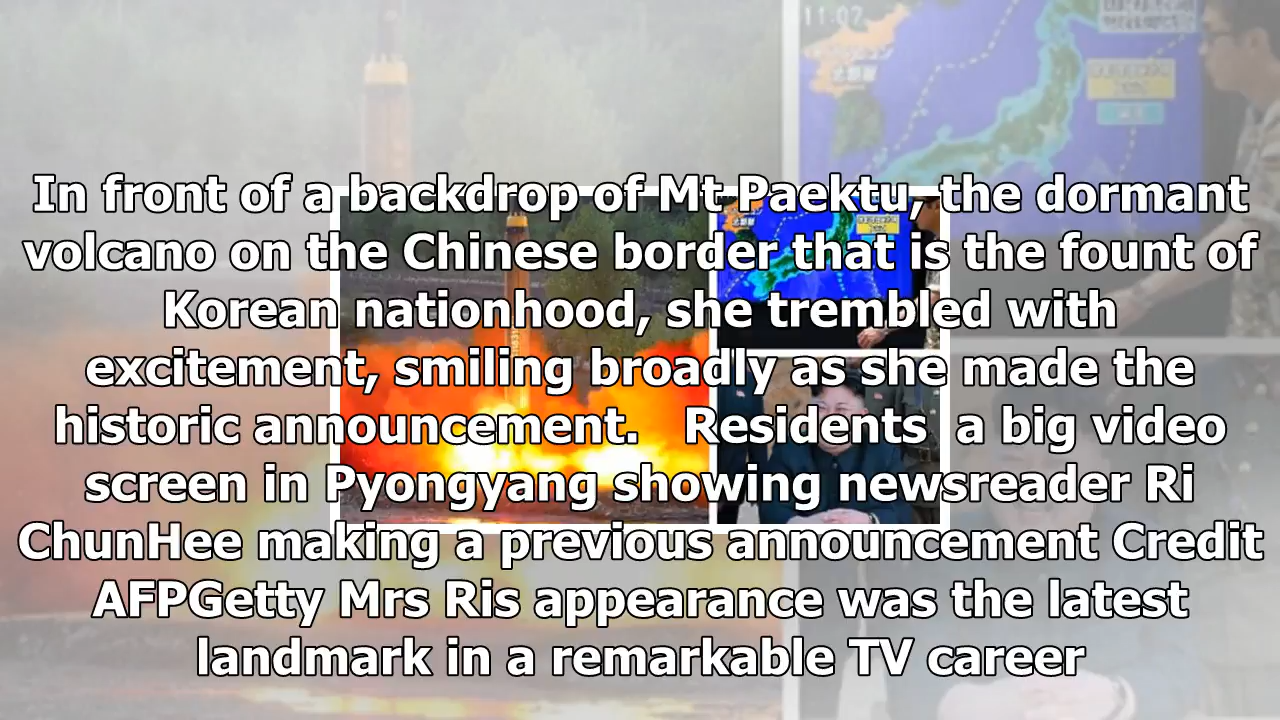 11:02
In front of a backdrop of Mt Paektu, the dormant
volcano on the Chinese border that is the fount of
Korean nationhood, she trembled with
excitement, smiling broadly as she made the
historic announcement.   Residents  a big video
screen in Pyongyang showing newsreader Ri
ChunHee making a previous announcement Credit
AFPGetty Mrs Ris appearance was the latest
landmark in a remarkable TV career